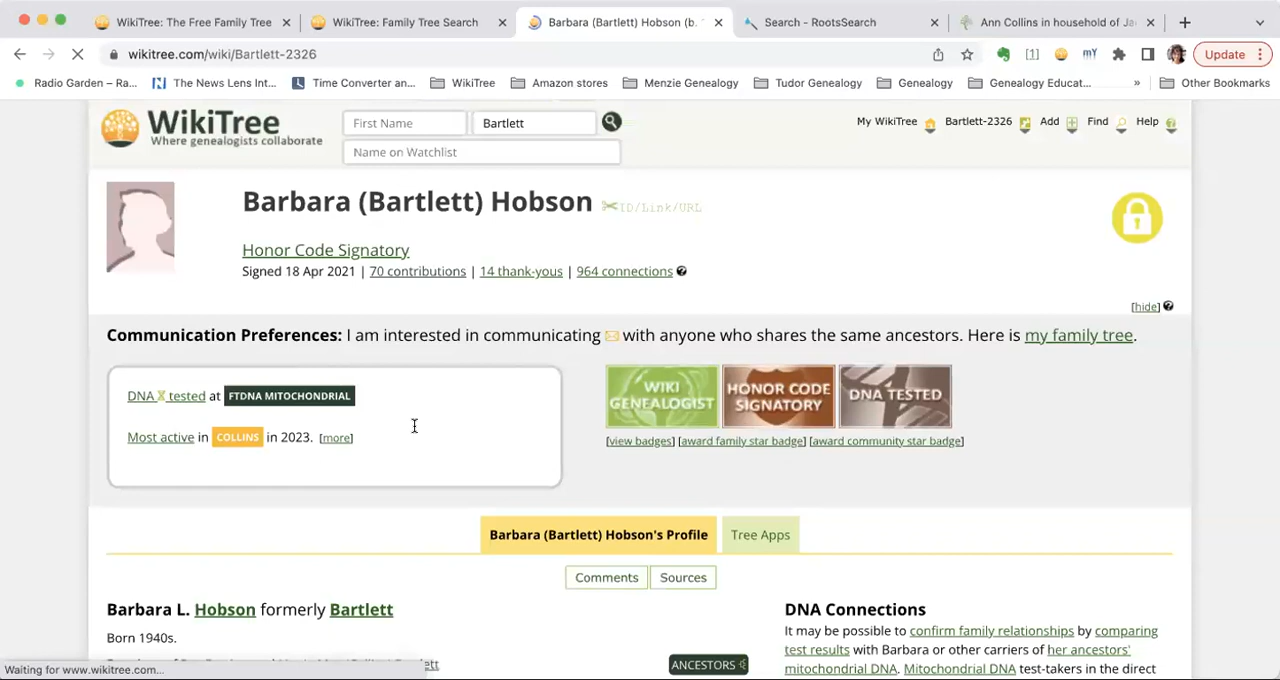 WikiTree: The Free Family Tree
WikiTree: Family Tree Search
Barbara (Bartlett) Hobson (b.
Search - RootsSearch
Ann Collins in household of Ja
wikitree.com/wiki/Bartlett-2326
Update
Radio Garden – Ra...
The News Lens Int...
Time Converter an...
WikiTree
Amazon stores
Menzie Genealogy
Tudor Genealogy
Genealogy
Genealogy Educat...
»
Other Bookmarks
WikiTree
Where genealogists collaborate
First Name
Bartlett
Name on Watchlist
My WikiTree
Bartlett-2326
Add
Find
Help
Barbara (Bartlett) Hobson ID/Link/URL
Honor Code Signatory
Signed 18 Apr 2021 | 70 contributions | 14 thank-yous | 964 connections
[hide]
Communication Preferences: I am interested in communicating with anyone who shares the same ancestors. Here is my family tree.
DNA tested at FTDNA MITOCHONDRIAL
Most active in COLLINS in 2023. [more]
WIKI GENEALOGIST
HONOR CODE SIGNATORY
DNA TESTED
[view badges] [award family star badge] [award community star badge]
Barbara (Bartlett) Hobson's Profile
Tree Apps
Comments
Sources
Barbara L. Hobson formerly Bartlett
Born 1940s.
ANCESTORS
DNA Connections
It may be possible to confirm family relationships by comparing
test results with Barbara or other carriers of her ancestors'
mitochondrial DNA. Mitochondrial DNA test-takers in the direct
Waiting for www.wikitree.com...